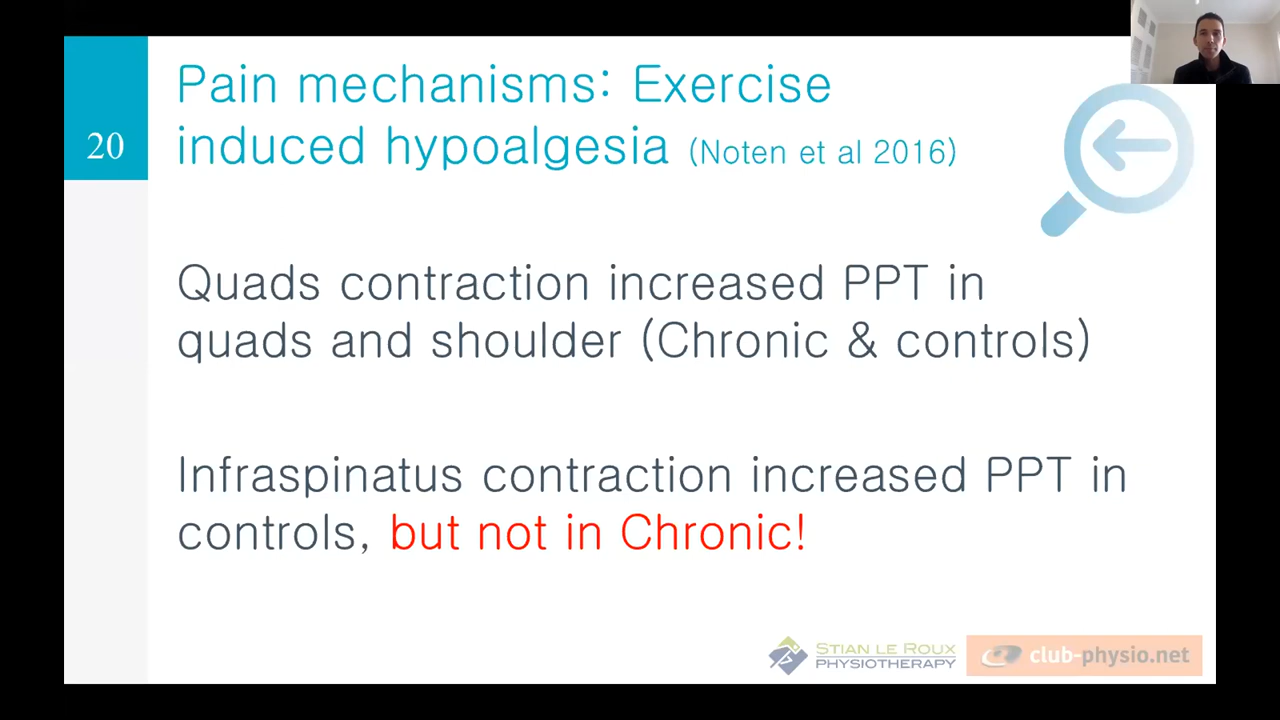 20
Pain mechanisms: Exercise
induced hypoalgesia (Noten et al 2016)
Quads contraction increased PPT in
quads and shoulder (Chronic & controls)
Infraspinatus contraction increased PPT in
controls, but not in Chronic!
STIAN LE ROUX
PHYSIOTHERAPY
club-physio.net